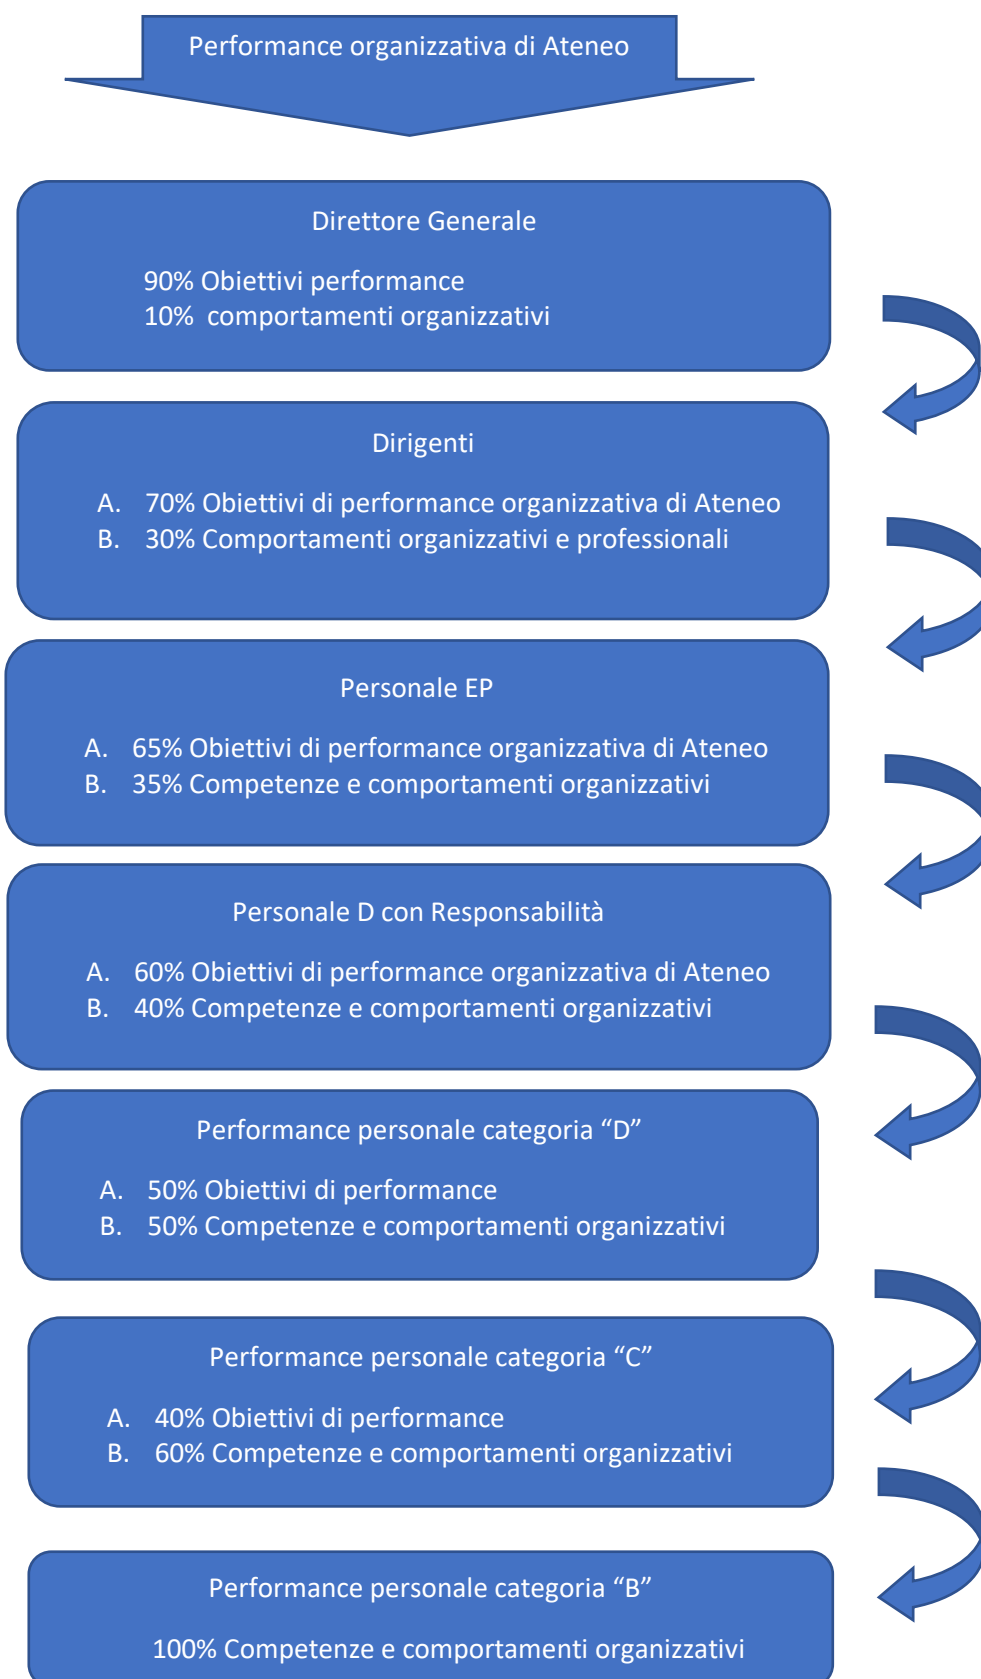 Performance organizzativa di Ateneo
Direttore Generale
90% Obiettivi performance
10% comportamenti organizzativi
Dirigenti
A. 70% Obiettivi di performance organizzativa di Ateneo
B. 30% Comportamenti organizzativi e professionali
Personale EP
A. 65% Obiettivi di performance organizzativa di Ateneo
B. 35% Competenze e comportamenti organizzativi
Personale D con Responsabilità
A. 60% Obiettivi di performance organizzativa di Ateneo
B. 40% Competenze e comportamenti organizzativi
Performance personale categoria “D”
A. 50% Obiettivi di performance
B. 50% Competenze e comportamenti organizzativi
Performance personale categoria “C”
A. 40% Obiettivi di performance
B. 60% Competenze e comportamenti organizzativi
Performance personale categoria “B”
100% Competenze e comportamenti organizzativi